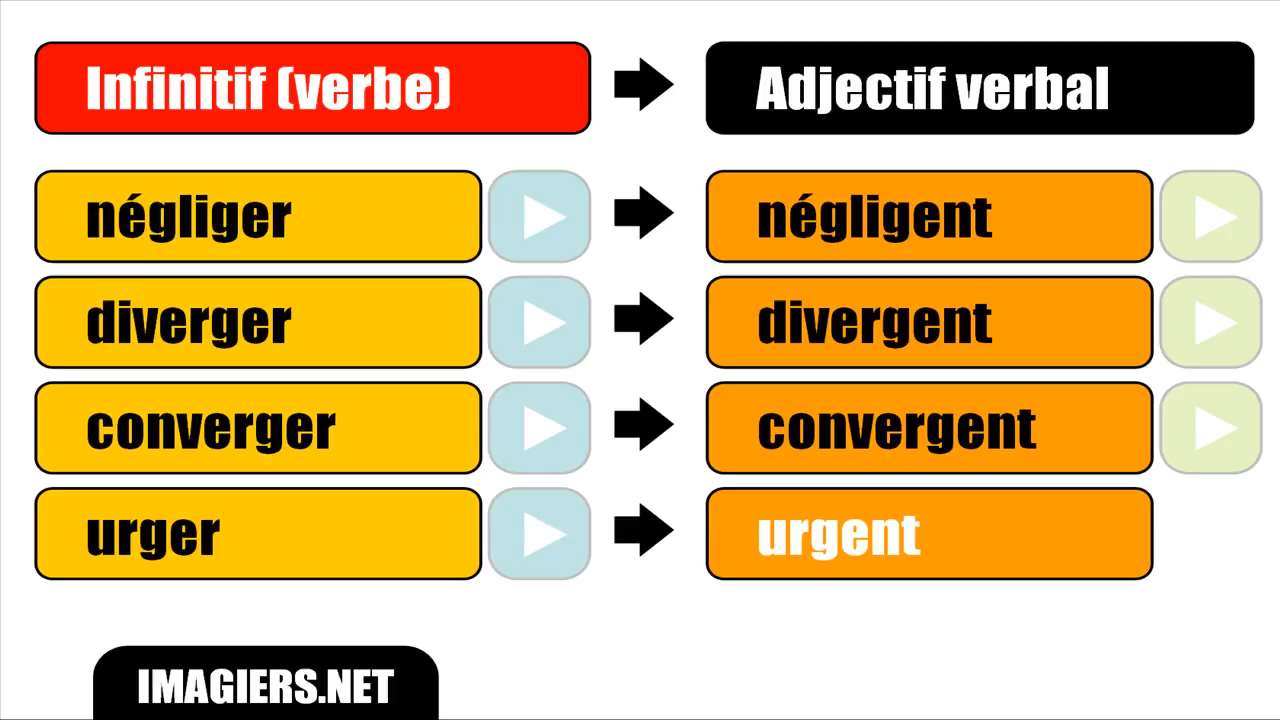 Infinitif (verbe)
Adjectif verbal
négliger
négligent
diverger
divergent
converger
convergent
urger
urgent
IMAGIERS.NET